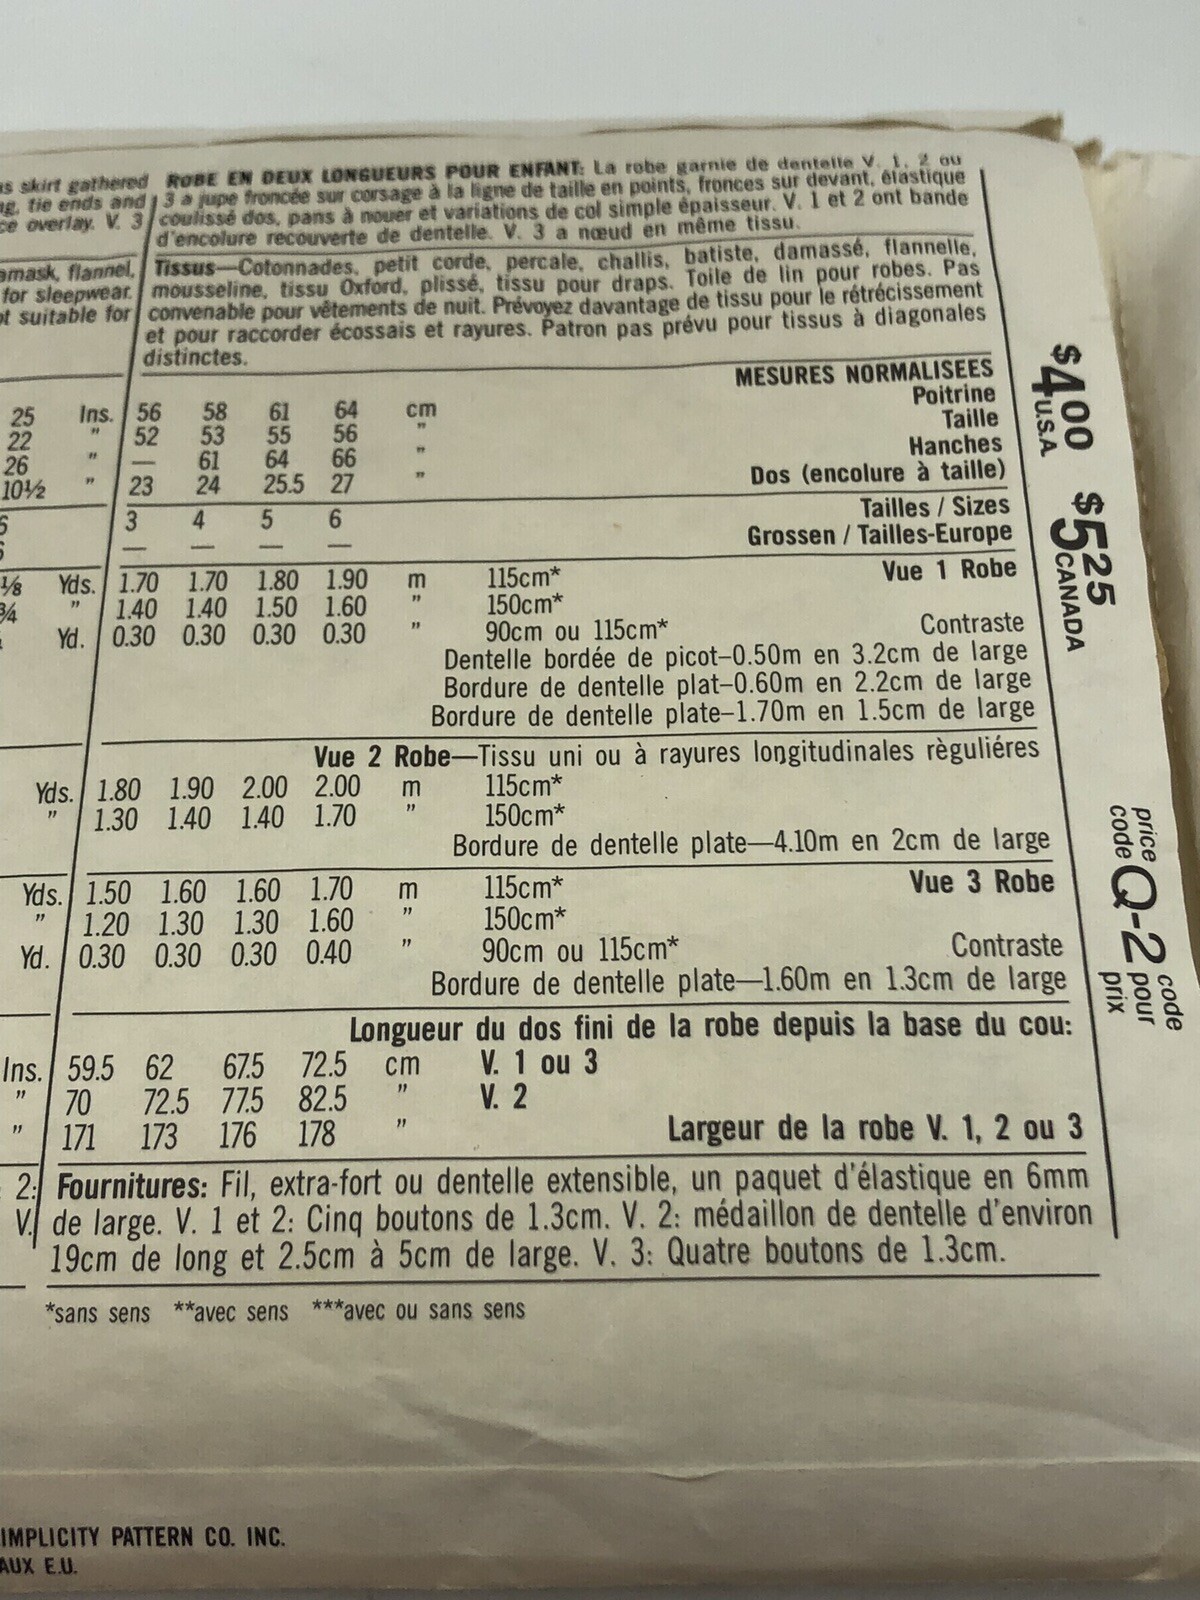 as skirt gathered
ng, tie ends and
ce overlay. V. 3
amask, flannel,
for sleepwear.
ot suitable for
ROBE EN DEUX LONGUEURS POUR ENFANT: La robe garnie de dentelle V. 1, 2 ou
3 a jupe froncée sur corsage à la ligne de taille en points, fronces sur devant, élastique
coulissé dos, pans à nouer et variations de col simple épaisseur. V. 1 et 2 ont bande
d'encolure recouverte de dentelle. V. 3 a nœud en même tissu.
Tissus—Cotonnades, petit corde, percale, challis, batiste, damassé, flannelle,
mousseline, tissu Oxford, plissé, tissu pour draps. Toile de lin pour robes. Pas
convenable pour vêtements de nuit. Prévoyez davantage de tissu pour le rétrécissement
et pour raccorder écossais et rayures. Patron pas prévu pour tissus à diagonales
distinctes.
MESURES NORMALISEES
25 Ins. 56 58 61 64 cm Poitrine
22 " 52 53 55 56 " Taille
26 " — 61 64 66 " Hanches
10½ " 23 24 25.5 27 " Dos (encolure à taille)
6 3 4 5 6 Tailles / Sizes
— — — — Grossen / Tailles-Europe
⅛ Yds. 1.70 1.70 1.80 1.90 m 115cm* Vue 1 Robe
¾ " 1.40 1.40 1.50 1.60 " 150cm*
Yd. 0.30 0.30 0.30 0.30 " 90cm ou 115cm* Contraste
Dentelle bordée de picot–0.50m en 3.2cm de large
Bordure de dentelle plat–0.60m en 2.2cm de large
Bordure de dentelle plate–1.70m en 1.5cm de large
Vue 2 Robe—Tissu uni ou à rayures longitudinales règuliéres
Yds. 1.80 1.90 2.00 2.00 m 115cm*
" 1.30 1.40 1.40 1.70 " 150cm*
Bordure de dentelle plate—4.10m en 2cm de large
Yds. 1.50 1.60 1.60 1.70 m 115cm* Vue 3 Robe
" 1.20 1.30 1.30 1.60 " 150cm*
Yd. 0.30 0.30 0.30 0.40 " 90cm ou 115cm* Contraste
Bordure de dentelle plate—1.60m en 1.3cm de large
Longueur du dos fini de la robe depuis la base du cou:
Ins. 59.5 62 67.5 72.5 cm V. 1 ou 3
" 70 72.5 77.5 82.5 " V. 2
" 171 173 176 178 " Largeur de la robe V. 1, 2 ou 3
2: Fournitures: Fil, extra-fort ou dentelle extensible, un paquet d'élastique en 6mm
V. de large. V. 1 et 2: Cinq boutons de 1.3cm. V. 2: médaillon de dentelle d'environ
19cm de long et 2.5cm à 5cm de large. V. 3: Quatre boutons de 1.3cm.
*sans sens **avec sens ***avec ou sans sens
$4.00 U.S.A.
$5.25 CANADA
price code Q-2 code pour prix
IMPLICITY PATTERN CO. INC.
AUX E.U.